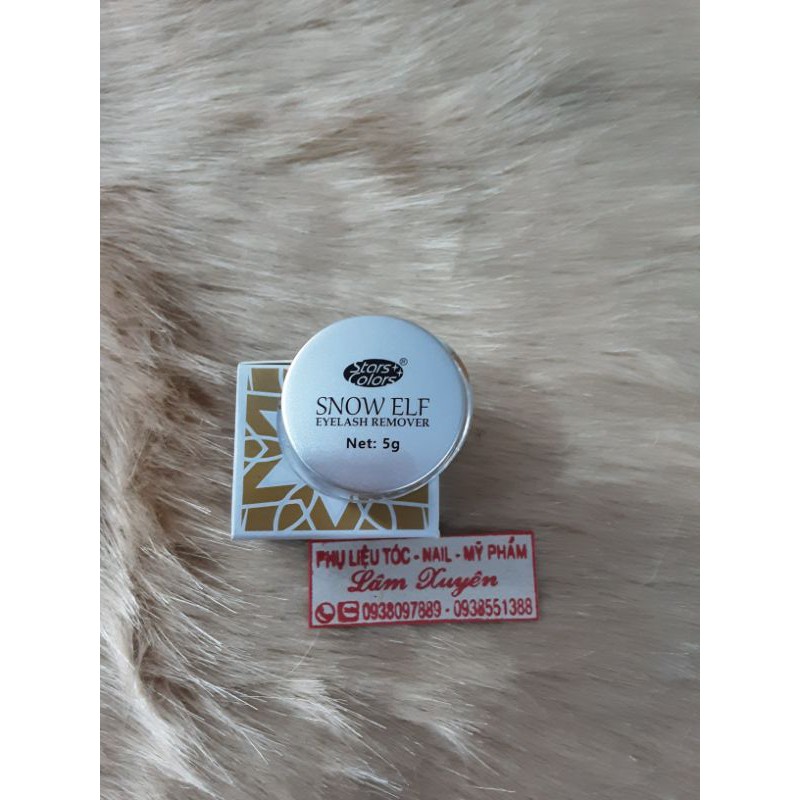 Stars
Colors®
SNOW ELF
EYELASH REMOVER
Net: 5g
PHỤ LIỆU TÓC - NAIL - MỸ PHẨM
Lâm Xuyên
0938097889 - 0938551388